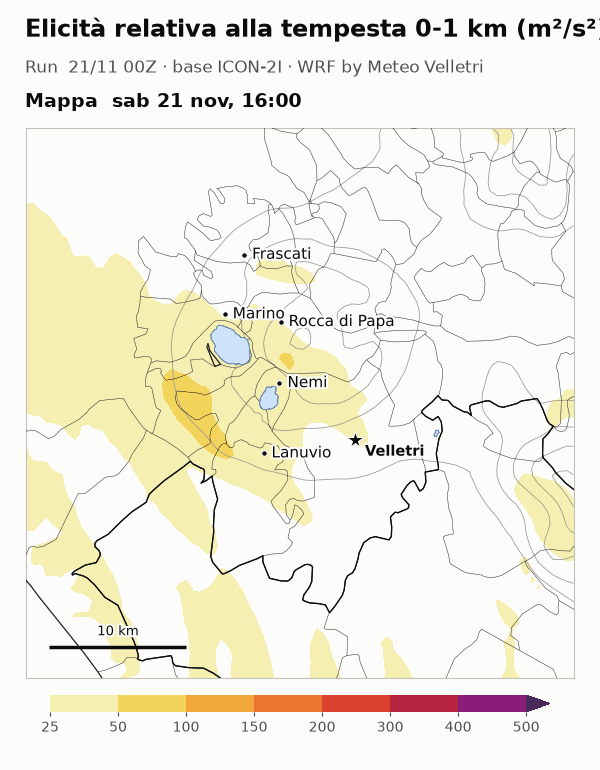 Elicità relativa alla tempesta 0-1 km (m²/s²)
Run 21/11 00Z · base ICON-2I · WRF by Meteo Velletri
Mappa sab 21 nov, 16:00
Frascati
Marino
Rocca di Papa
Nemi
Velletri
Lanuvio
10 km
25 50 100 150 200 300 400 500